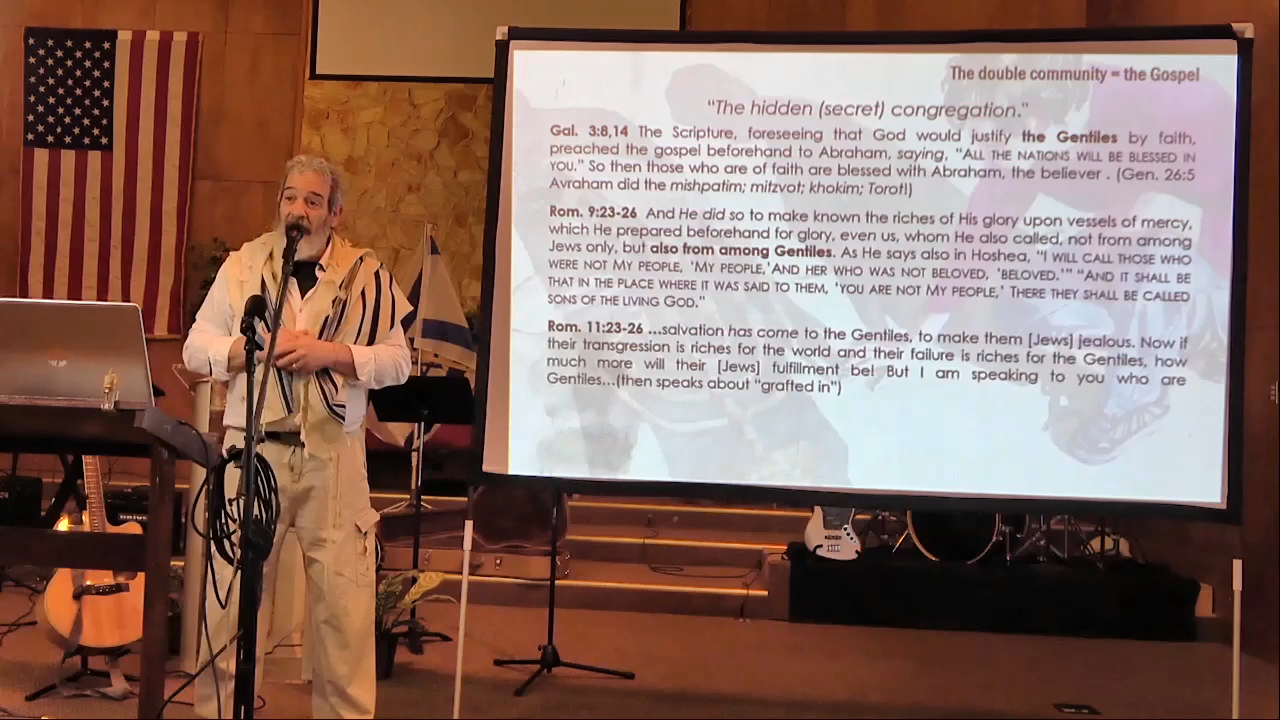 The double community = the Gospel
"The hidden (secret) congregation."
Gal. 3:8,14 The Scripture, foreseeing that God would justify the Gentiles by faith,
preached the gospel beforehand to Abraham, saying, "ALL THE NATIONS WILL BE BLESSED IN
YOU." So then those who are of faith are blessed with Abraham, the believer . (Gen. 26:5
Avraham did the mishpatim; mitzvot; khokim; Torot!)
Rom. 9:23-26 And He did so to make known the riches of His glory upon vessels of mercy,
which He prepared beforehand for glory, even us, whom He also called, not from among
Jews only, but also from among Gentiles. As He says also in Hoshea, "I WILL CALL THOSE WHO
WERE NOT MY PEOPLE, 'MY PEOPLE,'AND HER WHO WAS NOT BELOVED, 'BELOVED.'" "AND IT SHALL BE
THAT IN THE PLACE WHERE IT WAS SAID TO THEM, 'YOU ARE NOT MY PEOPLE,' THERE THEY SHALL BE CALLED
SONS OF THE LIVING GOD."
Rom. 11:23-26 ...salvation has come to the Gentiles, to make them [Jews] jealous. Now if
their transgression is riches for the world and their failure is riches for the Gentiles, how
much more will their [Jews] fulfillment be! But I am speaking to you who are
Gentiles...(then speaks about "grafted in")